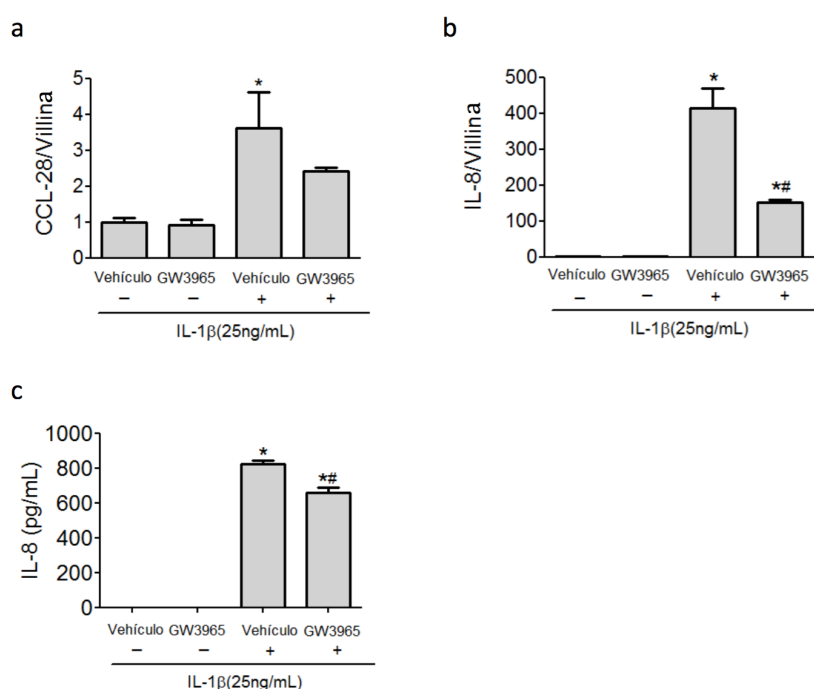 a
CCL-28/Villina
5
4
3
2
1
0
*
Vehículo GW3965 Vehículo GW3965
– – + +
IL-1β(25ng/mL)
b
IL-8/Villina
500
400
300
200
100
0
*
*#
Vehículo GW3965 Vehículo GW3965
– – + +
IL-1β(25ng/mL)
c
IL-8 (pg/mL)
1000
800
600
400
200
0
*
*#
Vehículo GW3965 Vehículo GW3965
– – + +
IL-1β(25ng/mL)